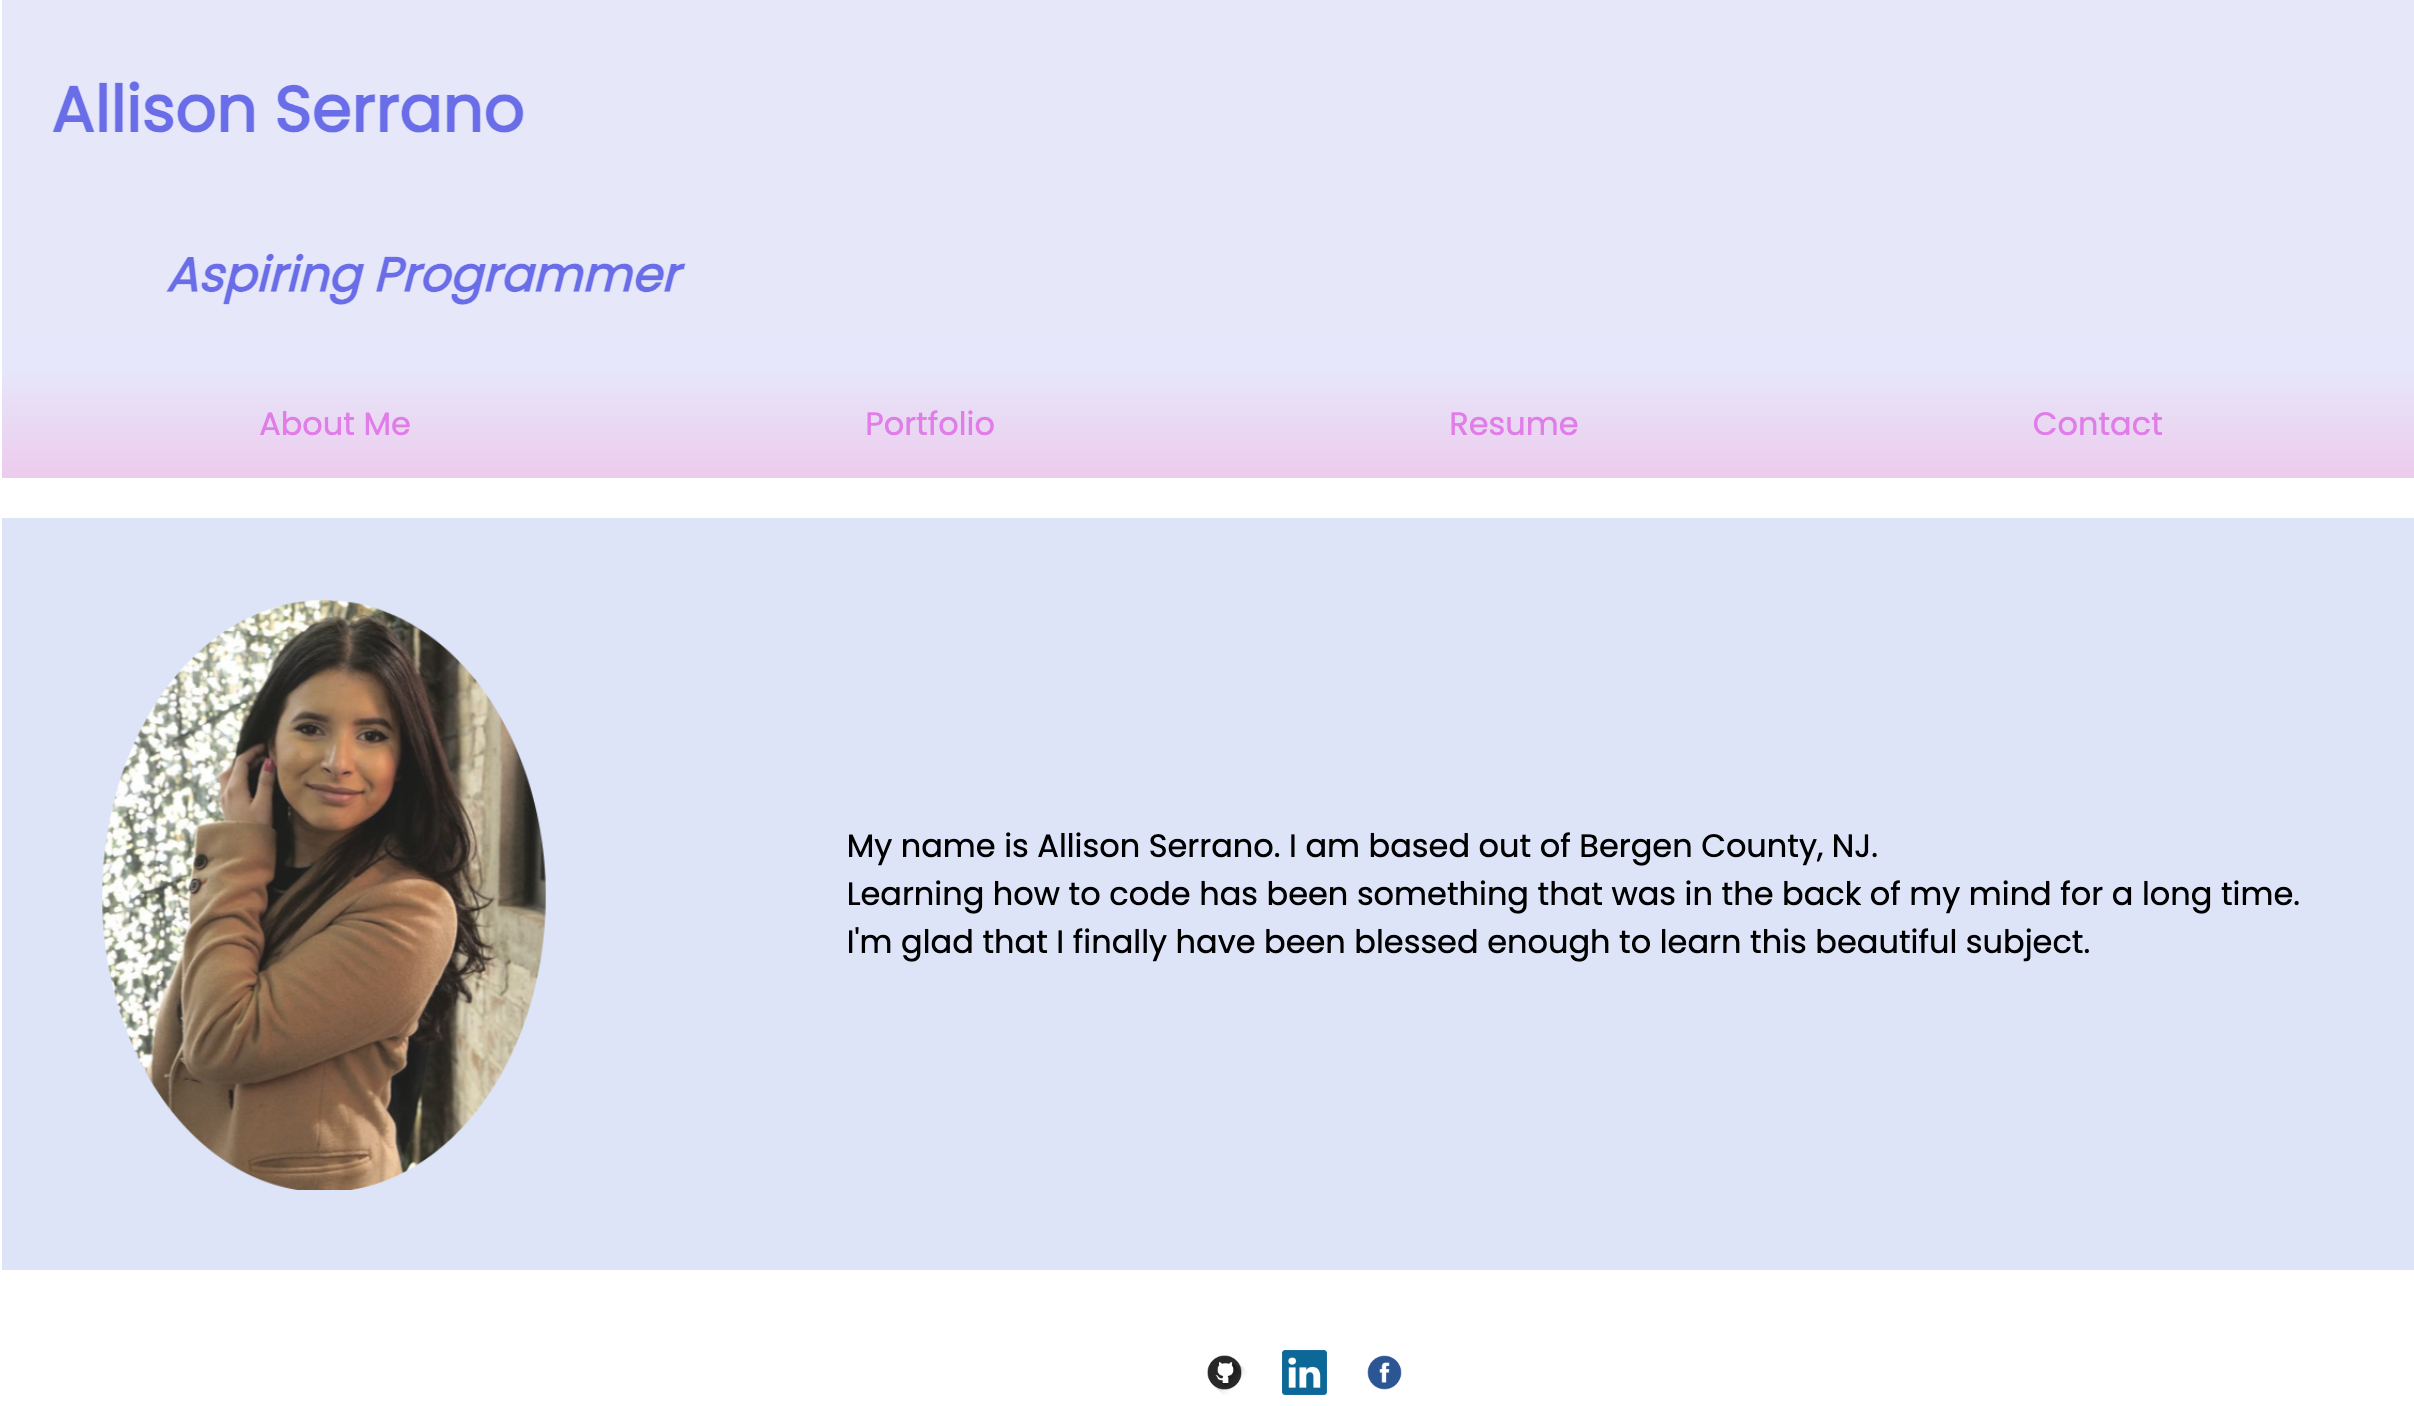 Allison Serrano
Aspiring Programmer
About Me Portfolio Resume Contact
My name is Allison Serrano. I am based out of Bergen County, NJ.
Learning how to code has been something that was in the back of my mind for a long time.
I'm glad that I finally have been blessed enough to learn this beautiful subject.
in f